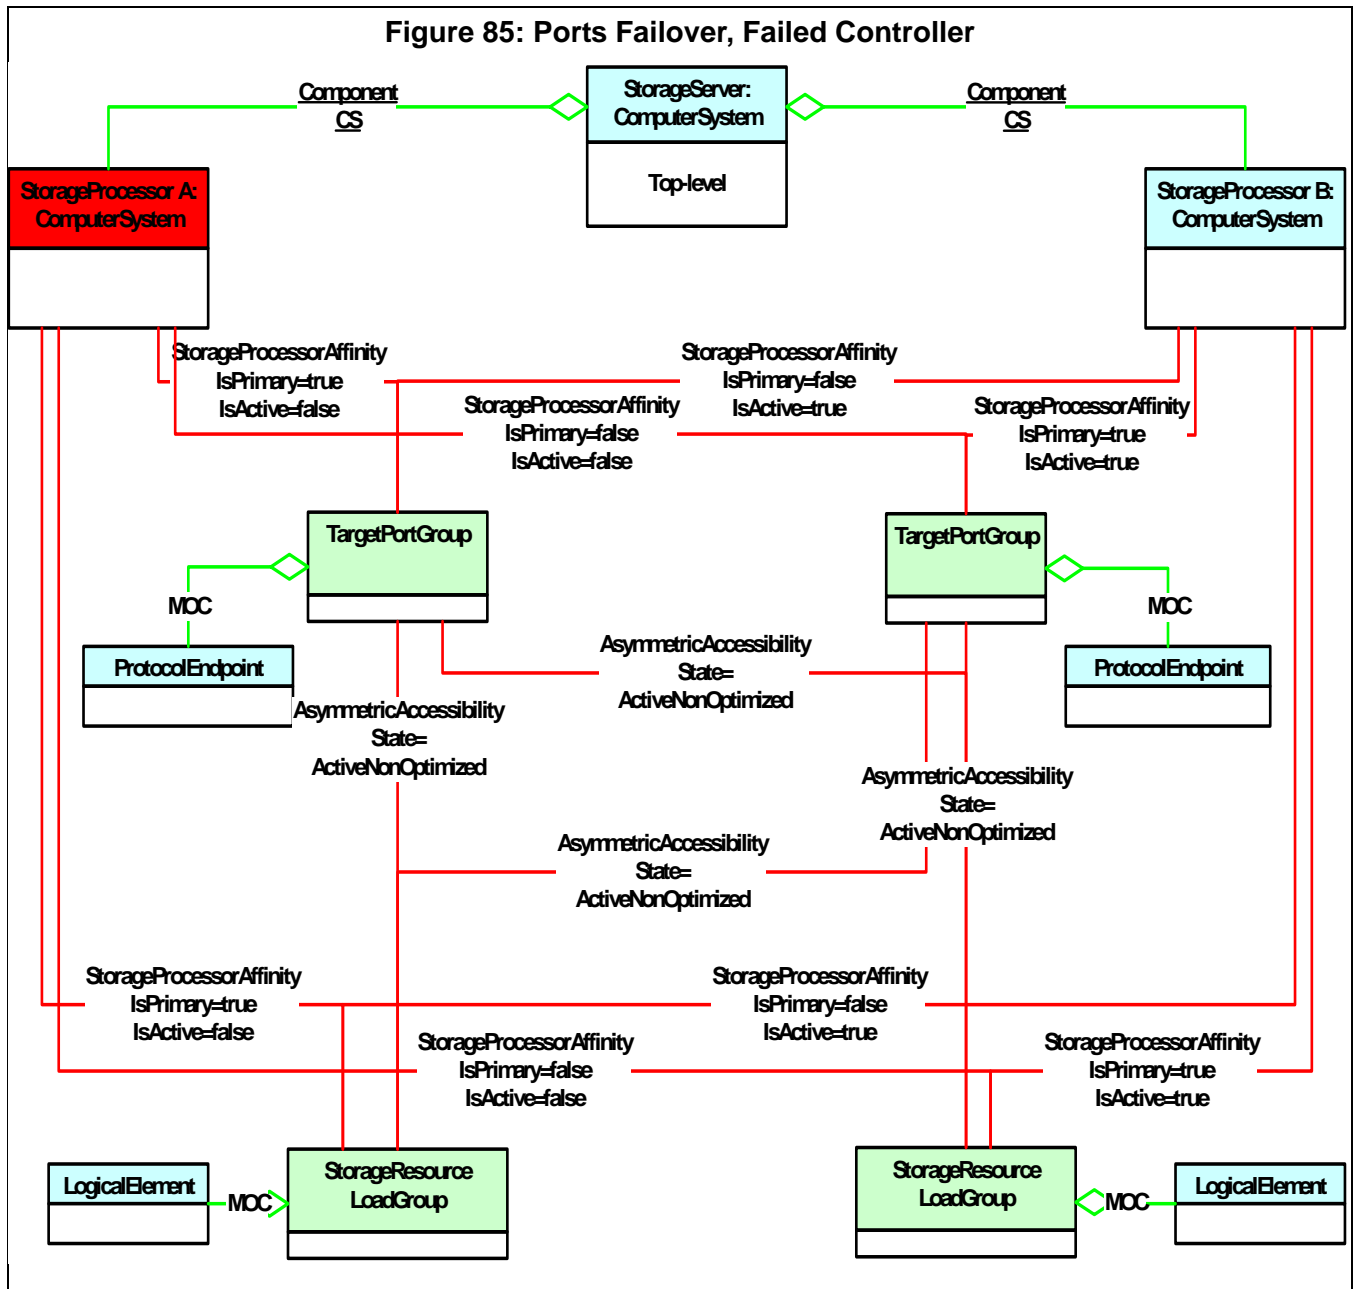 Figure 85: Ports Failover, Failed Controller
Component
CS
StorageServer:
ComputerSystem
Top-level
Component
CS
StorageProcessor A:
ComputerSystem
StorageProcessor B:
ComputerSystem
StorageProcessorAffinity
IsPrimary=true
IsActive=false
StorageProcessorAffinity
IsPrimary=false
IsActive=true
StorageProcessorAffinity
IsPrimary=false
IsActive=false
StorageProcessorAffinity
IsPrimary=true
IsActive=true
TargetPortGroup
TargetPortGroup
MOC
MOC
ProtocolEndpoint
ProtocolEndpoint
AsymmetricAccessibility
State=
ActiveNonOptimized
AsymmetricAccessibility
State=
ActiveNonOptimized
AsymmetricAccessibility
State=
ActiveNonOptimized
AsymmetricAccessibility
State=
ActiveNonOptimized
StorageProcessorAffinity
IsPrimary=true
IsActive=false
StorageProcessorAffinity
IsPrimary=false
IsActive=true
StorageProcessorAffinity
IsPrimary=false
IsActive=false
StorageProcessorAffinity
IsPrimary=true
IsActive=true
LogicalElement
MOC
StorageResource
LoadGroup
StorageResource
LoadGroup
MOC
LogicalElement